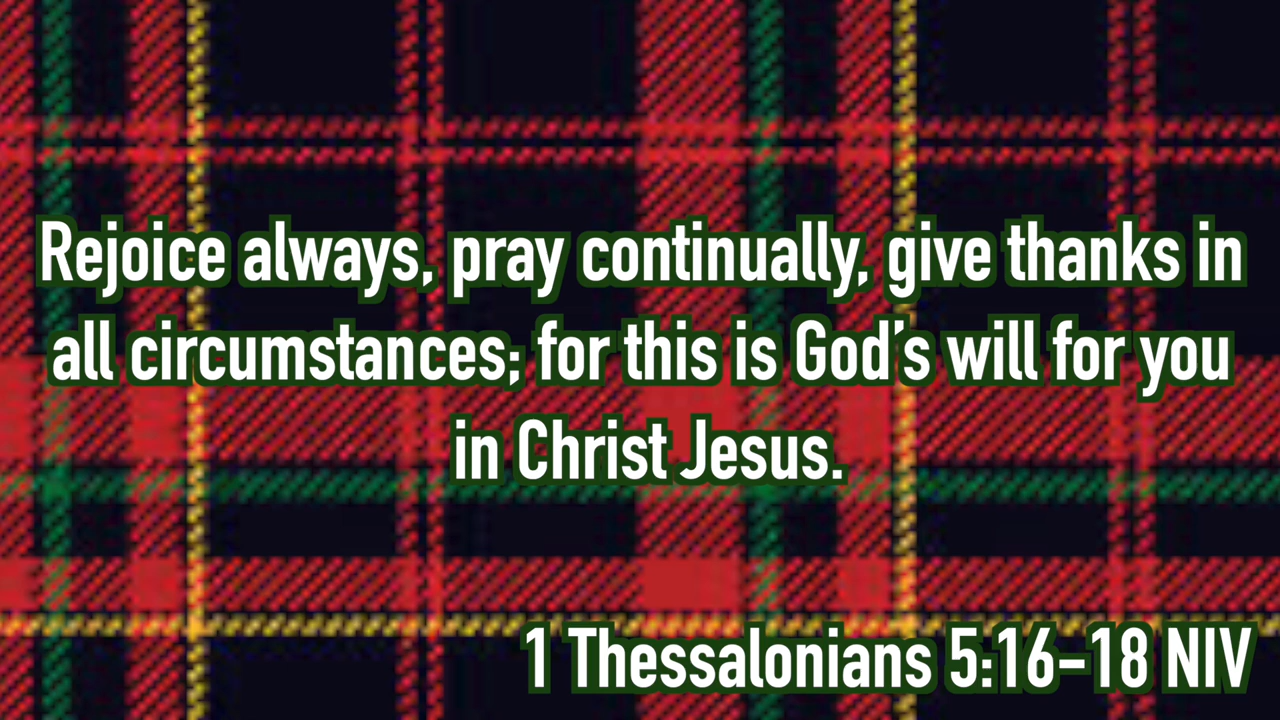 Rejoice always, pray continually, give thanks in
all circumstances; for this is God's will for you
in Christ Jesus.
1 Thessalonians 5:16–18 NIV